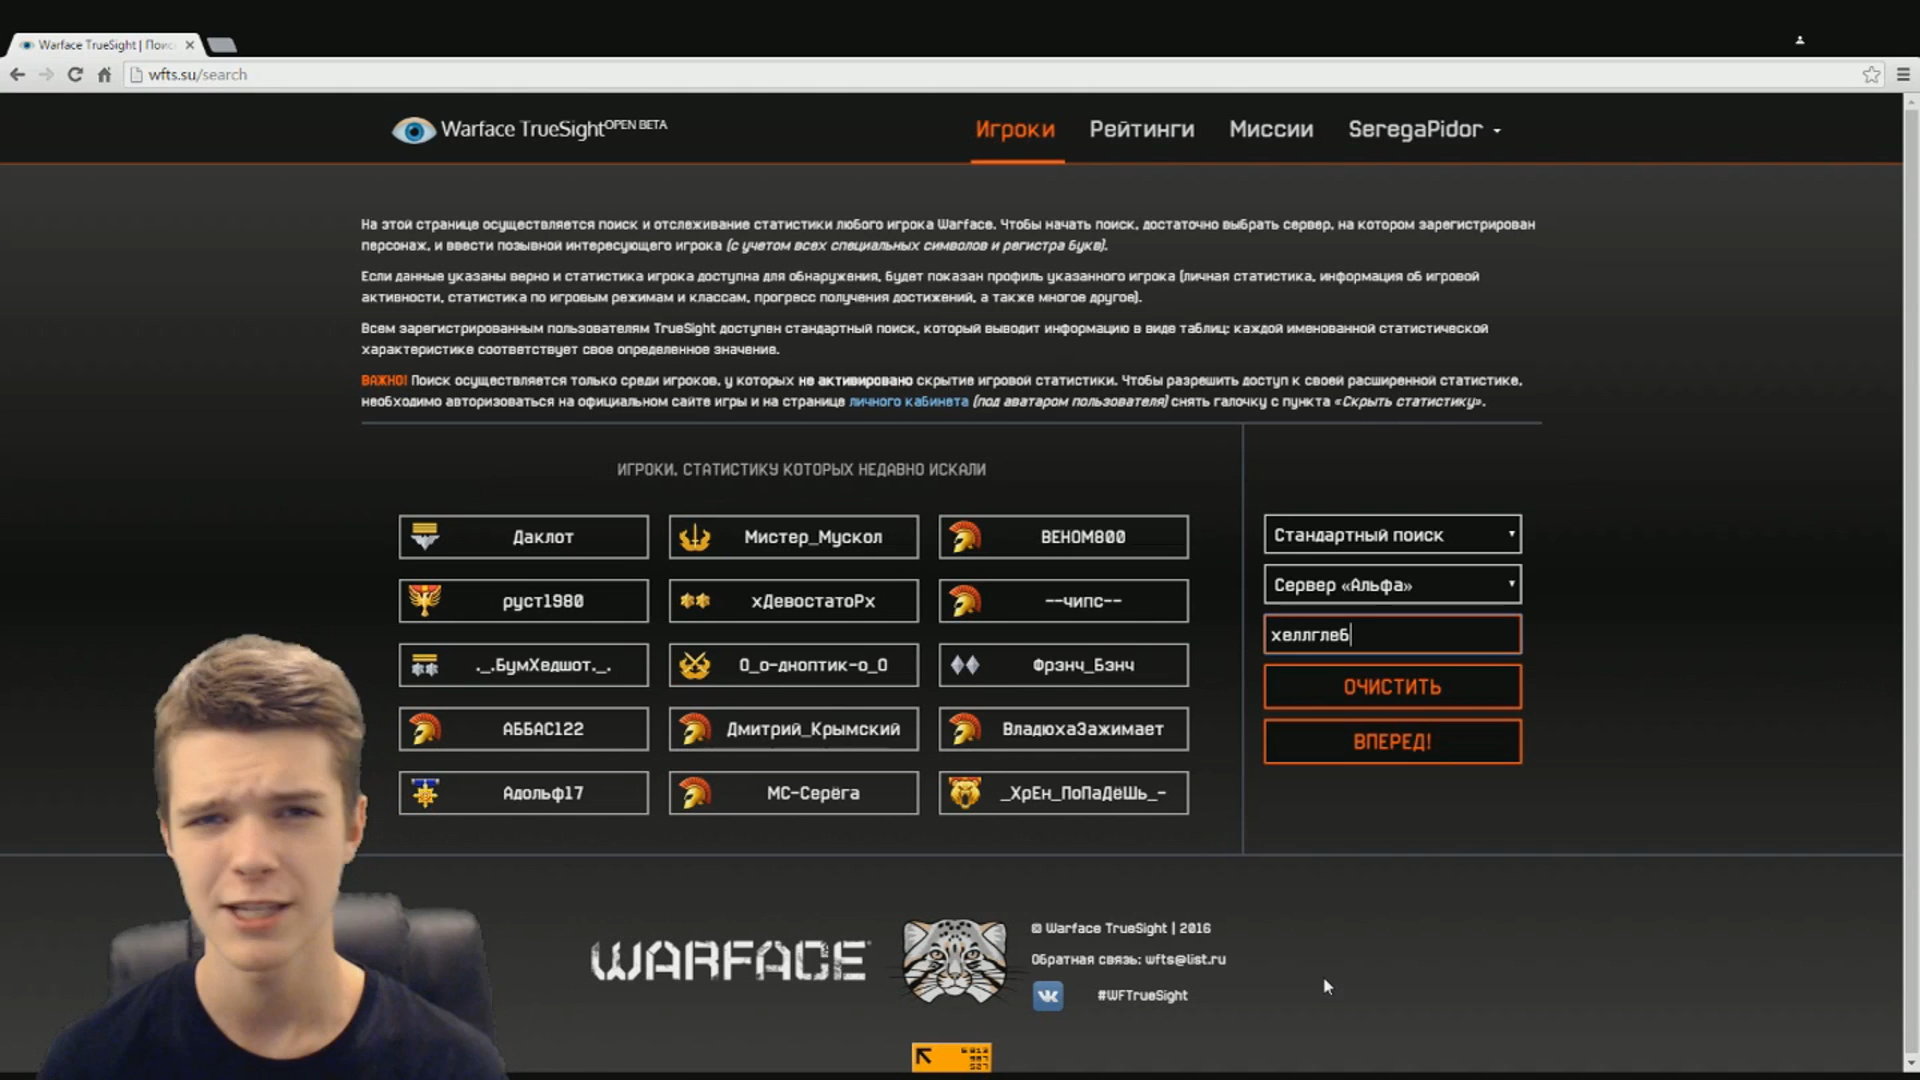 Warface TrueSight | Поис
wfts.su/search
Warface TrueSight OPEN BETA
Игроки
Рейтинги
Миссии
SeregaPidor
На этой странице осуществляется поиск и отслеживание статистики любого игрока Warface. Чтобы начать поиск, достаточно выбрать сервер, на котором зарегистрирован
персонаж, и ввести позывной интересующего игрока (с учетом всех специальных символов и регистра букв).
Если данные указаны верно и статистика игрока доступна для обнаружения, будет показан профиль указанного игрока (личная статистика, информация об игровой
активности, статистика по игровым режимам и классам, прогресс получения достижений, а также многое другое).
Всем зарегистрированным пользователям TrueSight доступен стандартный поиск, который выводит информацию в виде таблиц: каждой именованной статистической
характеристике соответствует свое определенное значение.
ВАЖНО! Поиск осуществляется только среди игроков, у которых не активировано скрытие игровой статистики. Чтобы разрешить доступ к своей расширенной статистике,
необходимо авторизоваться на официальном сайте игры и на странице личного кабинета (под аватаром пользователя) снять галочку с пункта «Скрыть статистику».
ИГРОКИ, СТАТИСТИКУ КОТОРЫХ НЕДАВНО ИСКАЛИ
Даклот
Мистер_Мускол
ВЕНОМ800
руст1980
хДевостатоРх
--чипс--
._.БумХедшот._.
О_о-дноптик-о_О
Фрэнч_Бэнч
АББАС122
Дмитрий_Крымский
ВладюхаЗажимает
Адольф17
МС-Серёга
_ХрЕн_ПоПаДёШь_-
Стандартный поиск
Сервер «Альфа»
хеллглеб
ОЧИСТИТЬ
ВПЕРЕД!
WARFACE
© Warface TrueSight | 2016
Обратная связь: wfts@list.ru
#WFTrueSight